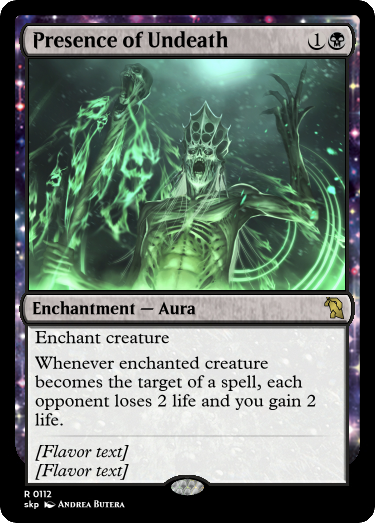 Presence of Undeath 1
Enchantment — Aura
Enchant creature
Whenever enchanted creature
becomes the target of a spell, each
opponent loses 2 life and you gain 2
life.
[Flavor text]
[Flavor text]
R 0112
skp Andrea Butera